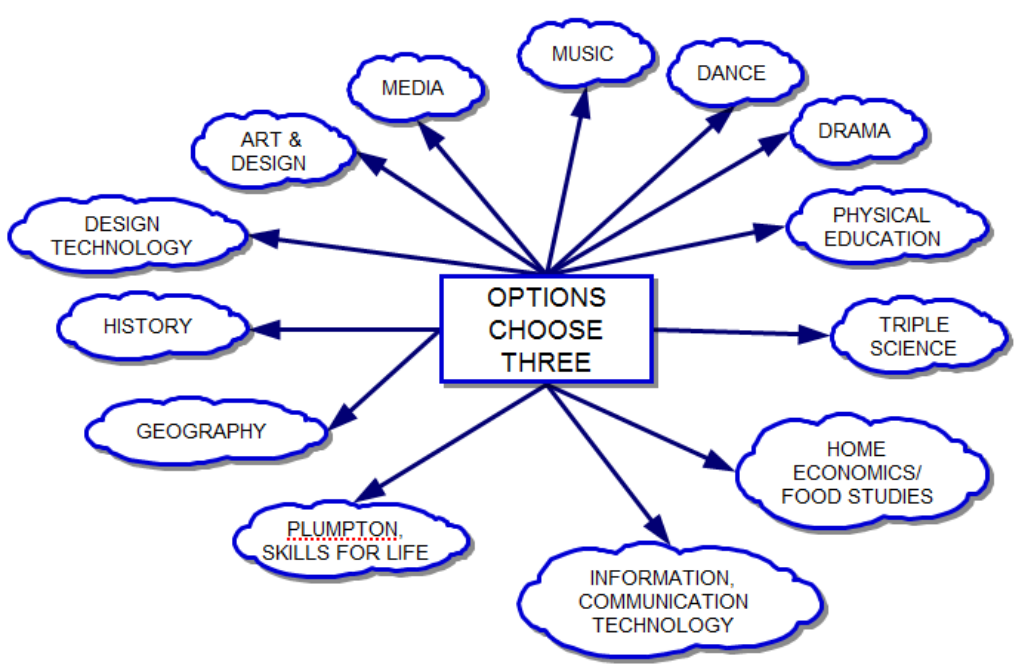 MUSIC
MEDIA
DANCE
DRAMA
ART &
DESIGN
PHYSICAL
EDUCATION
DESIGN
TECHNOLOGY
OPTIONS
CHOOSE
THREE
HISTORY
TRIPLE
SCIENCE
GEOGRAPHY
HOME
ECONOMICS/
FOOD STUDIES
PLUMPTON,
SKILLS FOR LIFE
INFORMATION,
COMMUNICATION
TECHNOLOGY